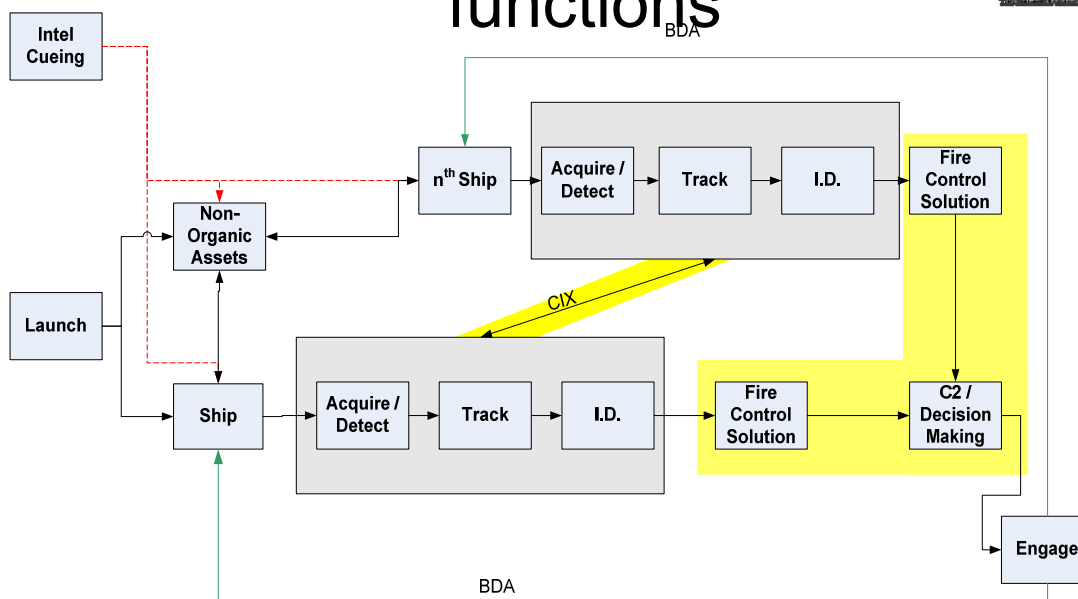 functions
BDA
Intel
Cueing
nth Ship
Acquire /
Detect
Track
I.D.
Fire
Control
Solution
Non-
Organic
Assets
CIX
Launch
Ship
Acquire /
Detect
Track
I.D.
Fire
Control
Solution
C2 /
Decision
Making
Engage
BDA